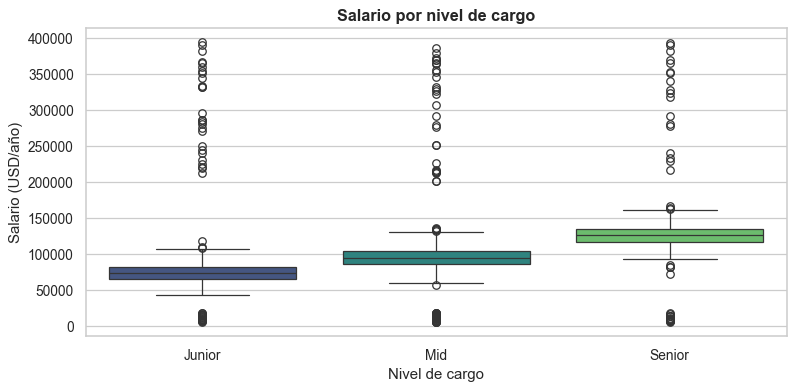 Salario por nivel de cargo
400000
350000
300000
250000
200000
150000
100000
50000
0
Salario (USD/año)
Junior
Mid
Senior
Nivel de cargo